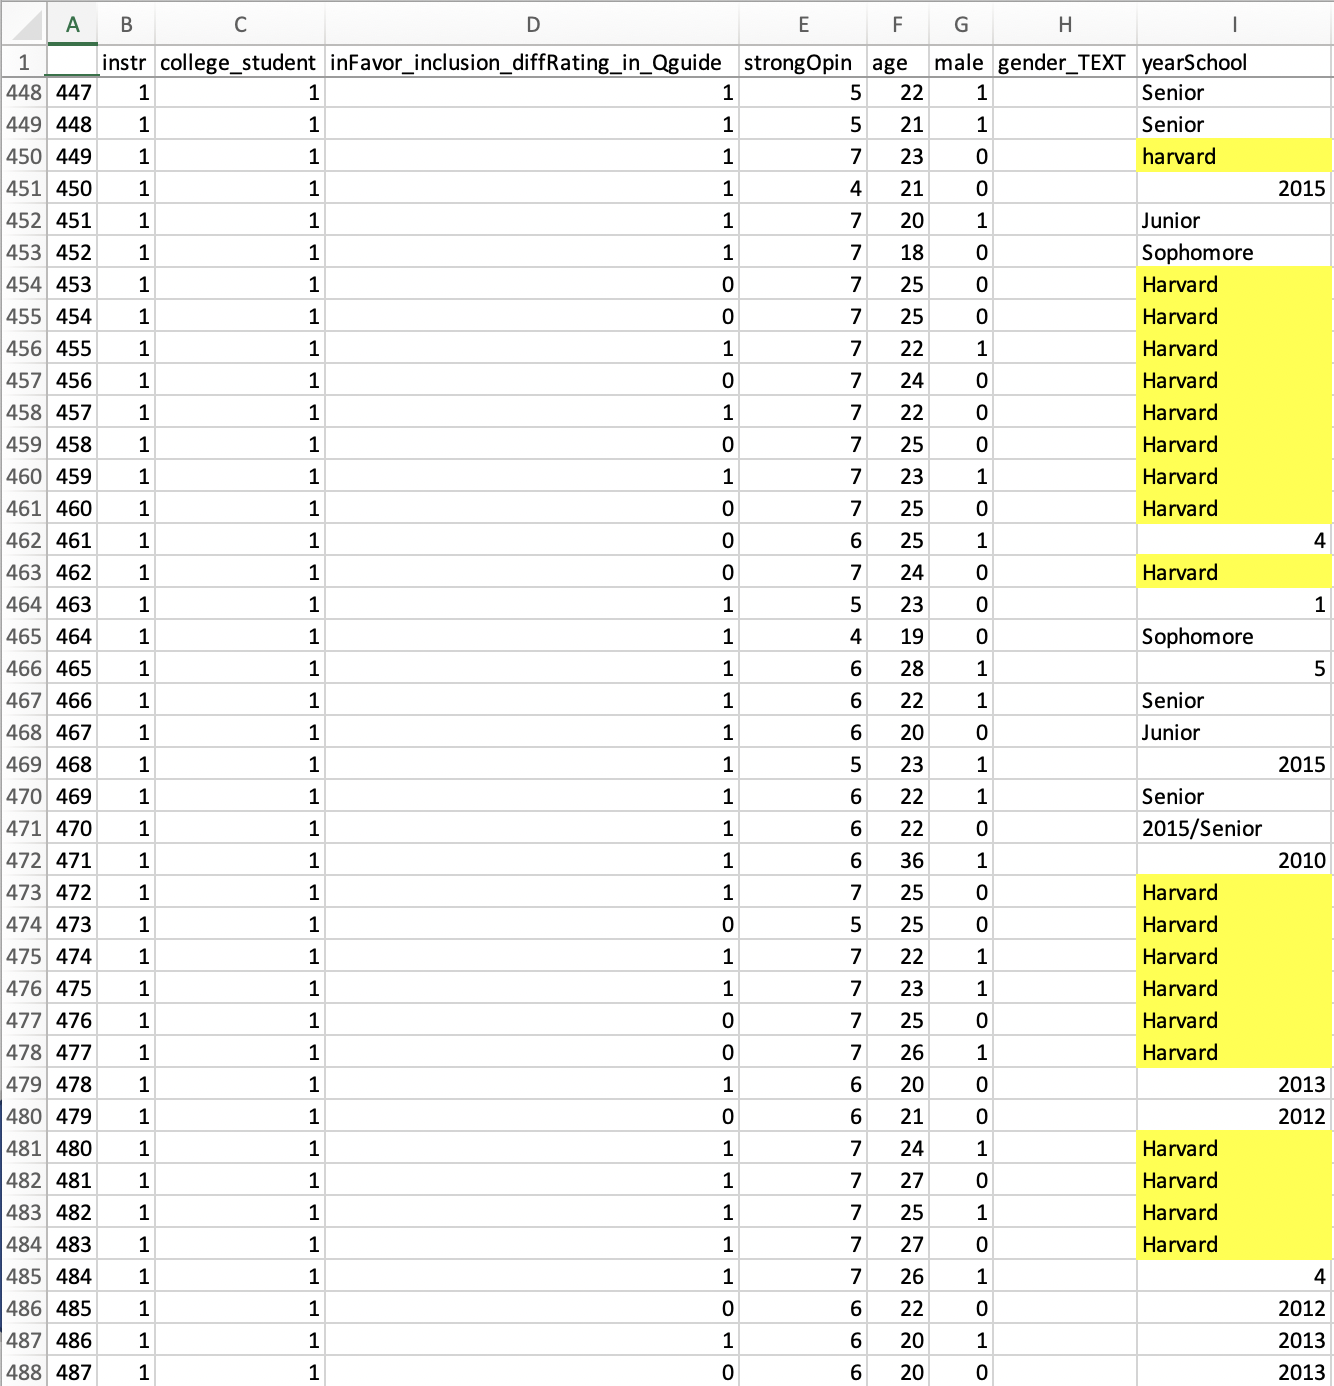 A B C D E F G H I
1 instr college_student inFavor_inclusion_diffRating_in_Qguide strongOpin age male gender_TEXT yearSchool
448 447 1 1 1 5 22 1 Senior
449 448 1 1 1 5 21 1 Senior
450 449 1 1 1 7 23 0 harvard
451 450 1 1 1 4 21 0 2015
452 451 1 1 1 7 20 1 Junior
453 452 1 1 1 7 18 0 Sophomore
454 453 1 1 0 7 25 0 Harvard
455 454 1 1 0 7 25 0 Harvard
456 455 1 1 1 7 22 1 Harvard
457 456 1 1 0 7 24 0 Harvard
458 457 1 1 1 7 22 0 Harvard
459 458 1 1 0 7 25 0 Harvard
460 459 1 1 1 7 23 1 Harvard
461 460 1 1 0 7 25 0 Harvard
462 461 1 1 0 6 25 1 4
463 462 1 1 0 7 24 0 Harvard
464 463 1 1 1 5 23 0 1
465 464 1 1 1 4 19 0 Sophomore
466 465 1 1 1 6 28 1 5
467 466 1 1 1 6 22 1 Senior
468 467 1 1 1 6 20 0 Junior
469 468 1 1 1 5 23 1 2015
470 469 1 1 1 6 22 1 Senior
471 470 1 1 1 6 22 0 2015/Senior
472 471 1 1 1 6 36 1 2010
473 472 1 1 1 7 25 0 Harvard
474 473 1 1 0 5 25 0 Harvard
475 474 1 1 1 7 22 1 Harvard
476 475 1 1 1 7 23 1 Harvard
477 476 1 1 0 7 25 0 Harvard
478 477 1 1 0 7 26 1 Harvard
479 478 1 1 1 6 20 0 2013
480 479 1 1 0 6 21 0 2012
481 480 1 1 1 7 24 1 Harvard
482 481 1 1 1 7 27 0 Harvard
483 482 1 1 1 7 25 1 Harvard
484 483 1 1 1 7 27 0 Harvard
485 484 1 1 1 7 26 1 4
486 485 1 1 0 6 22 0 2012
487 486 1 1 1 6 20 1 2013
488 487 1 1 0 6 20 0 2013